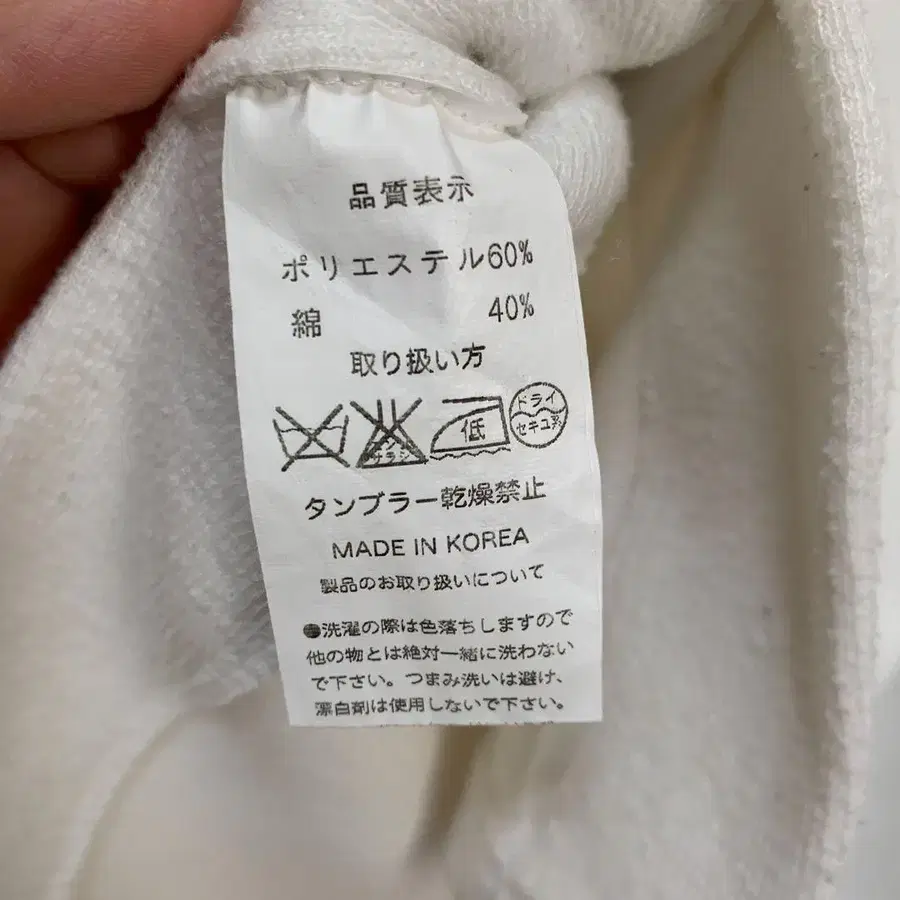 品質表示
ポリエステル60%
綿 40%
取り扱い方
サラシ
低
ドライ
セキユ系
タンブラー乾燥禁止
MADE IN KOREA
製品のお取り扱いについて
●洗濯の際は色落ちしますので
他の物とは絶対一緒に洗わない
で下さい。つまみ洗いは避け、
漂白剤は使用しないで下さい。